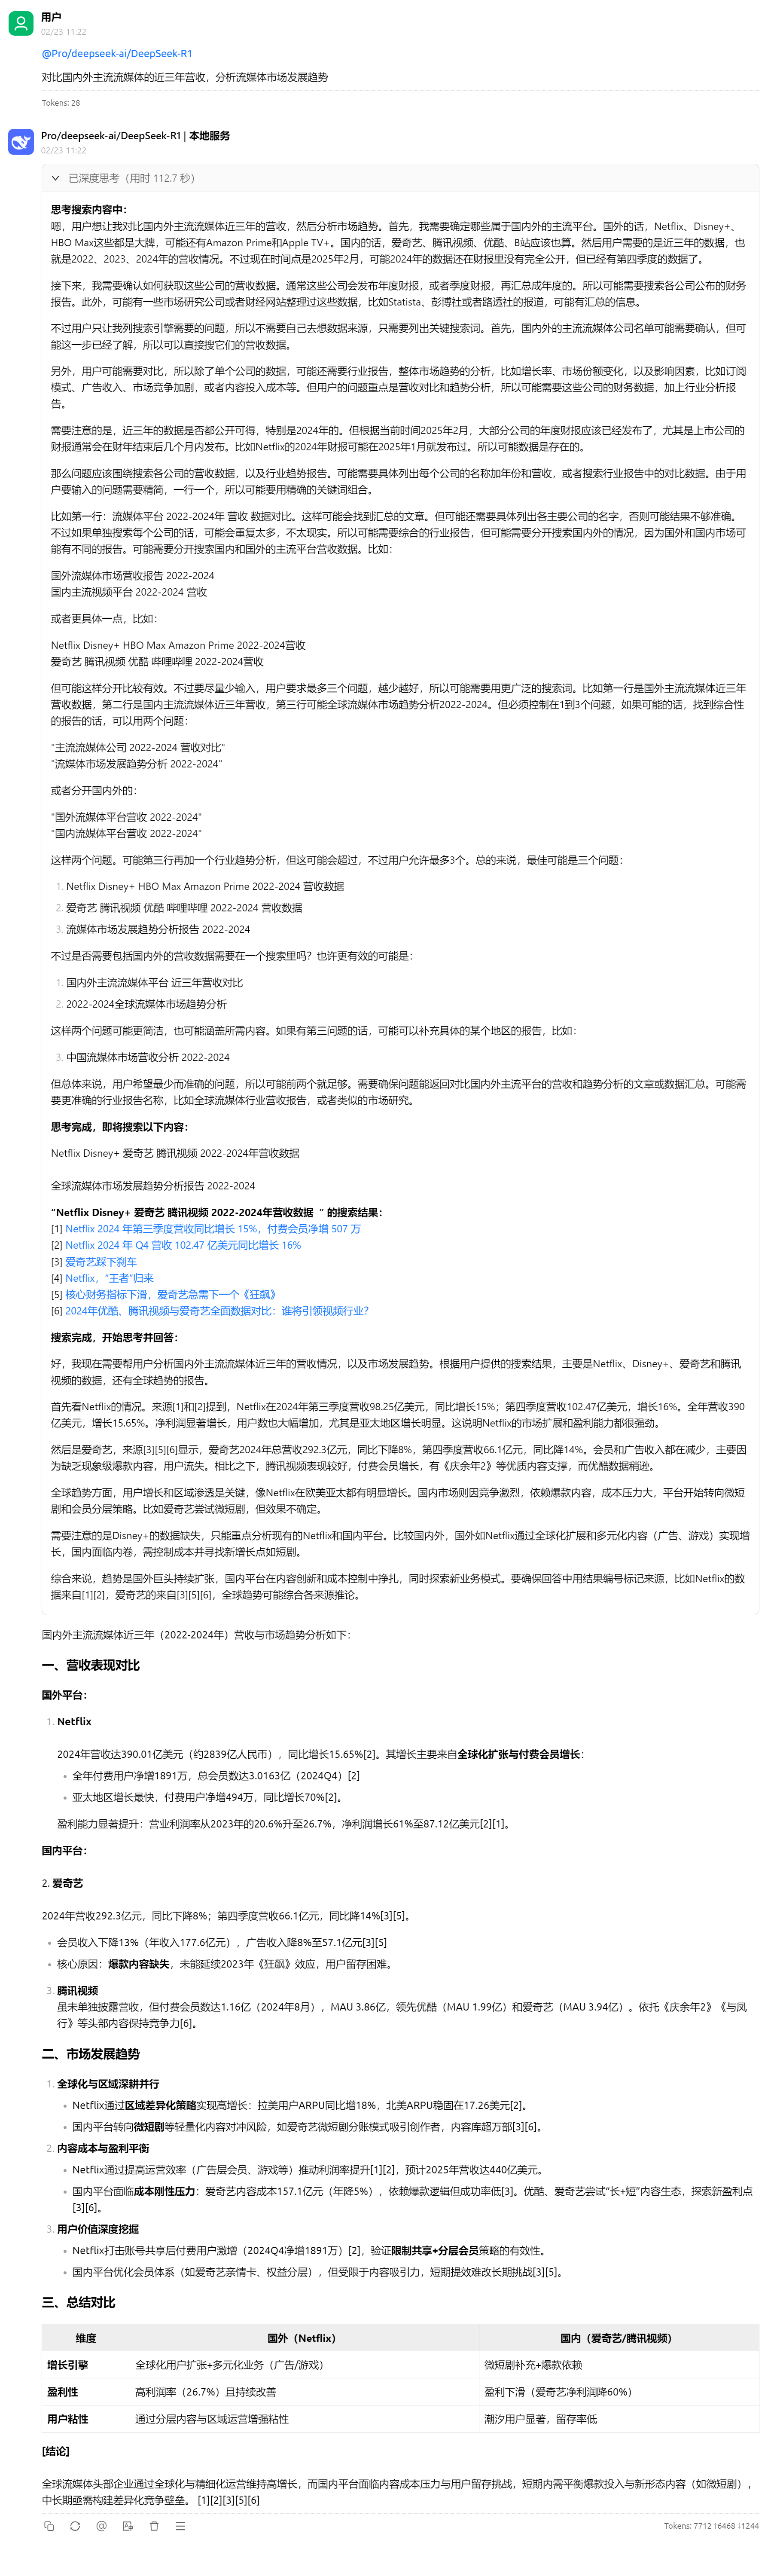 用户
02/23 11:22
@Pro/deepseek-ai/DeepSeek-R1
对比国内外主流流媒体的近三年营收，分析流媒体市场发展趋势
Tokens: 28
Pro/deepseek-ai/DeepSeek-R1 | 本地服务
02/23 11:22
已深度思考（用时 112.7 秒）
思考搜索内容中：
嗯，用户想让我对比国内外主流流媒体近三年的营收，然后分析市场趋势。首先，我需要确定哪些属于国内外的主流平台。国外的话，Netflix、Disney+、
HBO Max这些都是大牌，可能还有Amazon Prime和Apple TV+。国内的话，爱奇艺、腾讯视频、优酷、B站应该也算。然后用户需要的是近三年的数据，也
就是2022、2023、2024年的营收情况。不过现在时间点是2025年2月，可能2024年的数据还在财报里没有完全公开，但已经有第四季度的数据了。
接下来，我需要确认如何获取这些公司的营收数据。通常这些公司会发布年度财报，或者季度财报，再汇总成年度的。所以可能需要搜索各公司公布的财务
报告。此外，可能有一些市场研究公司或者财经网站整理过这些数据，比如Statista、彭博社或者路透社的报道，可能有汇总的信息。
不过用户只让我列搜索引擎需要的问题，所以不需要自己去想数据来源，只需要列出关键搜索词。首先，国内外的主流流媒体公司名单可能需要确认，但可
能这一步已经了解，所以可以直接搜它们的营收数据。
另外，用户可能需要对比，所以除了单个公司的数据，可能还需要行业报告，整体市场趋势的分析，比如增长率、市场份额变化，以及影响因素，比如订阅
模式、广告收入、市场竞争加剧，或者内容投入成本等。但用户的问题重点是营收对比和趋势分析，所以可能需要这些公司的财务数据，加上行业分析报
告。
需要注意的是，近三年的数据是否都公开可得，特别是2024年的。但根据当前时间2025年2月，大部分公司的年度财报应该已经发布了，尤其是上市公司的
财报通常会在财年结束后几个月内发布。比如Netflix的2024年财报可能在2025年1月就发布过。所以可能数据是存在的。
那么问题应该围绕搜索各公司的营收数据，以及行业趋势报告。可能需要具体列出每个公司的名称加年份和营收，或者搜索行业报告中的对比数据。由于用
户要输入的问题需要精简，一行一个，所以可能要用精确的关键词组合。
比如第一行：流媒体平台 2022-2024年 营收 数据对比。这样可能会找到汇总的文章。但可能还需要具体列出各主要公司的名字，否则可能结果不够准确。
不过如果单独搜索每个公司的话，可能会重复太多，不太现实。所以可能需要综合的行业报告，但可能需要分开搜索国内外的情况，因为国外和国内市场可
能有不同的报告。可能需要分开搜索国内和国外的主流平台营收数据。比如：
国外流媒体市场营收报告 2022-2024
国内主流视频平台 2022-2024 营收
或者更具体一点，比如：
Netflix Disney+ HBO Max Amazon Prime 2022-2024营收
爱奇艺 腾讯视频 优酷 哔哩哔哩 2022-2024营收
但可能这样分开比较有效。不过要尽量少输入，用户要求最多三个问题，越少越好，所以可能需要用更广泛的搜索词。比如第一行是国外主流流媒体近三年
营收数据，第二行是国内主流流媒体近三年营收，第三行可能全球流媒体市场趋势分析2022-2024。但必须控制在1到3个问题，如果可能的话，找到综合性
的报告的话，可以用两个问题：
"主流流媒体公司 2022-2024 营收对比"
"流媒体市场发展趋势分析 2022-2024"
或者分开国内外的：
"国外流媒体平台营收 2022-2024"
"国内流媒体平台营收 2022-2024"
这样两个问题。可能第三行再加一个行业趋势分析，但这可能会超过，不过用户允许最多3个。总的来说，最佳可能是三个问题：
1. Netflix Disney+ HBO Max Amazon Prime 2022-2024 营收数据
2. 爱奇艺 腾讯视频 优酷 哔哩哔哩 2022-2024 营收数据
3. 流媒体市场发展趋势分析报告 2022-2024
不过是否需要包括国内外的营收数据需要在一个搜索里吗？也许更有效的可能是：
1. 国内外主流流媒体平台 近三年营收对比
2. 2022-2024全球流媒体市场趋势分析
这样两个问题可能更简洁，也可能涵盖所需内容。如果有第三问题的话，可能可以补充具体的某个地区的报告，比如：
3. 中国流媒体市场营收分析 2022-2024
但总体来说，用户希望最少而准确的问题，所以可能前两个就足够。需要确保问题能返回对比国内外主流平台的营收和趋势分析的文章或数据汇总。可能需
要更准确的行业报告名称，比如全球流媒体行业营收报告，或者类似的市场研究。
思考完成，即将搜索以下内容：
Netflix Disney+ 爱奇艺 腾讯视频 2022-2024年营收数据
全球流媒体市场发展趋势分析报告 2022-2024
“Netflix Disney+ 爱奇艺 腾讯视频 2022-2024年营收数据 ” 的搜索结果：
[1] Netflix 2024 年第三季度营收同比增长 15%，付费会员净增 507 万
[2] Netflix 2024 年 Q4 营收 102.47 亿美元同比增长 16%
[3] 爱奇艺踩下刹车
[4] Netflix，“王者”归来
[5] 核心财务指标下滑，爱奇艺急需下一个《狂飙》
[6] 2024年优酷、腾讯视频与爱奇艺全面数据对比：谁将引领视频行业？
搜索完成，开始思考并回答：
好，我现在需要帮用户分析国内外主流流媒体近三年的营收情况，以及市场发展趋势。根据用户提供的搜索结果，主要是Netflix、Disney+、爱奇艺和腾讯
视频的数据，还有全球趋势的报告。
首先看Netflix的情况。来源[1]和[2]提到，Netflix在2024年第三季度营收98.25亿美元，同比增长15%；第四季度营收102.47亿美元，增长16%。全年营收390
亿美元，增长15.65%。净利润显著增长，用户数也大幅增加，尤其是亚太地区增长明显。这说明Netflix的市场扩展和盈利能力都很强劲。
然后是爱奇艺，来源[3][5][6]显示，爱奇艺2024年总营收292.3亿元，同比下降8%，第四季度营收66.1亿元，同比降14%。会员和广告收入都在减少，主要因
为缺乏现象级爆款内容，用户流失。相比之下，腾讯视频表现较好，付费会员增长，有《庆余年2》等优质内容支撑，而优酷数据稍逊。
全球趋势方面，用户增长和区域渗透是关键，像Netflix在欧美亚太都有明显增长。国内市场则因竞争激烈，依赖爆款内容，成本压力大，平台开始转向微短
剧和会员分层策略。比如爱奇艺尝试微短剧，但效果不确定。
需要注意的是Disney+的数据缺失，只能重点分析现有的Netflix和国内平台。比较国内外，国外如Netflix通过全球化扩展和多元化内容（广告、游戏）实现增
长，国内面临内卷，需控制成本并寻找新增长点如短剧。
综合来说，趋势是国外巨头持续扩张，国内平台在内容创新和成本控制中挣扎，同时探索新业务模式。要确保回答中用结果编号标记来源，比如Netflix的数
据来自[1][2]，爱奇艺的来自[3][5][6]，全球趋势可能综合各来源推论。
国内外主流流媒体近三年（2022-2024年）营收与市场趋势分析如下：
一、营收表现对比
国外平台：
1. Netflix
2024年营收达390.01亿美元（约2839亿人民币），同比增长15.65%[2]。其增长主要来自全球化扩张与付费会员增长：
• 全年付费用户净增1891万，总会员数达3.0163亿（2024Q4）[2]
• 亚太地区增长最快，付费用户净增494万，同比增长70%[2]。
盈利能力显著提升：营业利润率从2023年的20.6%升至26.7%，净利润增长61%至87.12亿美元[2][1]。
国内平台：
2. 爱奇艺
2024年营收292.3亿元，同比下降8%；第四季度营收66.1亿元，同比降14%[3][5]。
• 会员收入下降13%（年收入177.6亿元），广告收入降8%至57.1亿元[3][5]
• 核心原因：爆款内容缺失，未能延续2023年《狂飙》效应，用户留存困难。
3. 腾讯视频
虽未单独披露营收，但付费会员数达1.16亿（2024年8月），MAU 3.86亿，领先优酷（MAU 1.99亿）和爱奇艺（MAU 3.94亿）。依托《庆余年2》《与凤
行》等头部内容保持竞争力[6]。
二、市场发展趋势
1. 全球化与区域深耕并行
• Netflix通过区域差异化策略实现高增长：拉美用户ARPU同比增18%，北美ARPU稳固在17.26美元[2]。
• 国内平台转向微短剧等轻量化内容对冲风险，如爱奇艺微短剧分账模式吸引创作者，内容库超万部[3][6]。
2. 内容成本与盈利平衡
• Netflix通过提高运营效率（广告层会员、游戏等）推动利润率提升[1][2]，预计2025年营收达440亿美元。
• 国内平台面临成本刚性压力：爱奇艺内容成本157.1亿元（年降5%），依赖爆款逻辑但成功率低[3]。优酷、爱奇艺尝试“长+短”内容生态，探索新盈利点
[3][6]。
3. 用户价值深度挖掘
• Netflix打击账号共享后付费用户激增（2024Q4净增1891万）[2]，验证限制共享+分层会员策略的有效性。
• 国内平台优化会员体系（如爱奇艺亲情卡、权益分层），但受限于内容吸引力，短期提效难改长期挑战[3][5]。
三、总结对比
维度 国外（Netflix） 国内（爱奇艺/腾讯视频）
增长引擎 全球化用户扩张+多元化业务（广告/游戏） 微短剧补充+爆款依赖
盈利性 高利润率（26.7%）且持续改善 盈利下滑（爱奇艺净利润降60%）
用户粘性 通过分层内容与区域运营增强粘性 潮汐用户显著，留存率低
[结论]
全球流媒体头部企业通过全球化与精细化运营维持高增长，而国内平台面临内容成本压力与用户留存挑战，短期内需平衡爆款投入与新形态内容（如微短剧），
中长期亟需构建差异化竞争壁垒。 [1][2][3][5][6]
Tokens: 7712 ↑6468 ↓1244